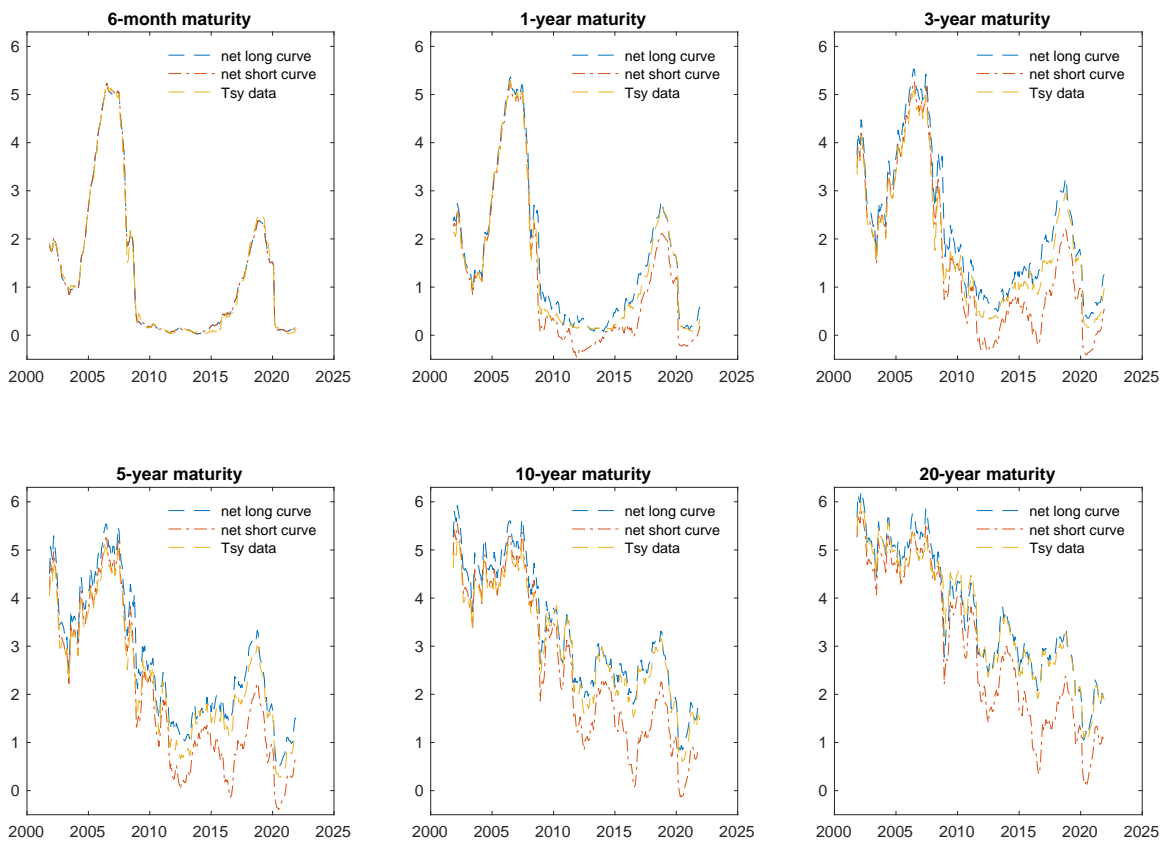 6-month maturity
6
5
4
3
2
1
0
2000 2005 2010 2015 2020 2025
net long curve
net short curve
Tsy data
1-year maturity
6
5
4
3
2
1
0
2000 2005 2010 2015 2020 2025
net long curve
net short curve
Tsy data
3-year maturity
6
5
4
3
2
1
0
2000 2005 2010 2015 2020 2025
net long curve
net short curve
Tsy data
5-year maturity
6
5
4
3
2
1
0
2000 2005 2010 2015 2020 2025
net long curve
net short curve
Tsy data
10-year maturity
6
5
4
3
2
1
0
2000 2005 2010 2015 2020 2025
net long curve
net short curve
Tsy data
20-year maturity
6
5
4
3
2
1
0
2000 2005 2010 2015 2020 2025
net long curve
net short curve
Tsy data